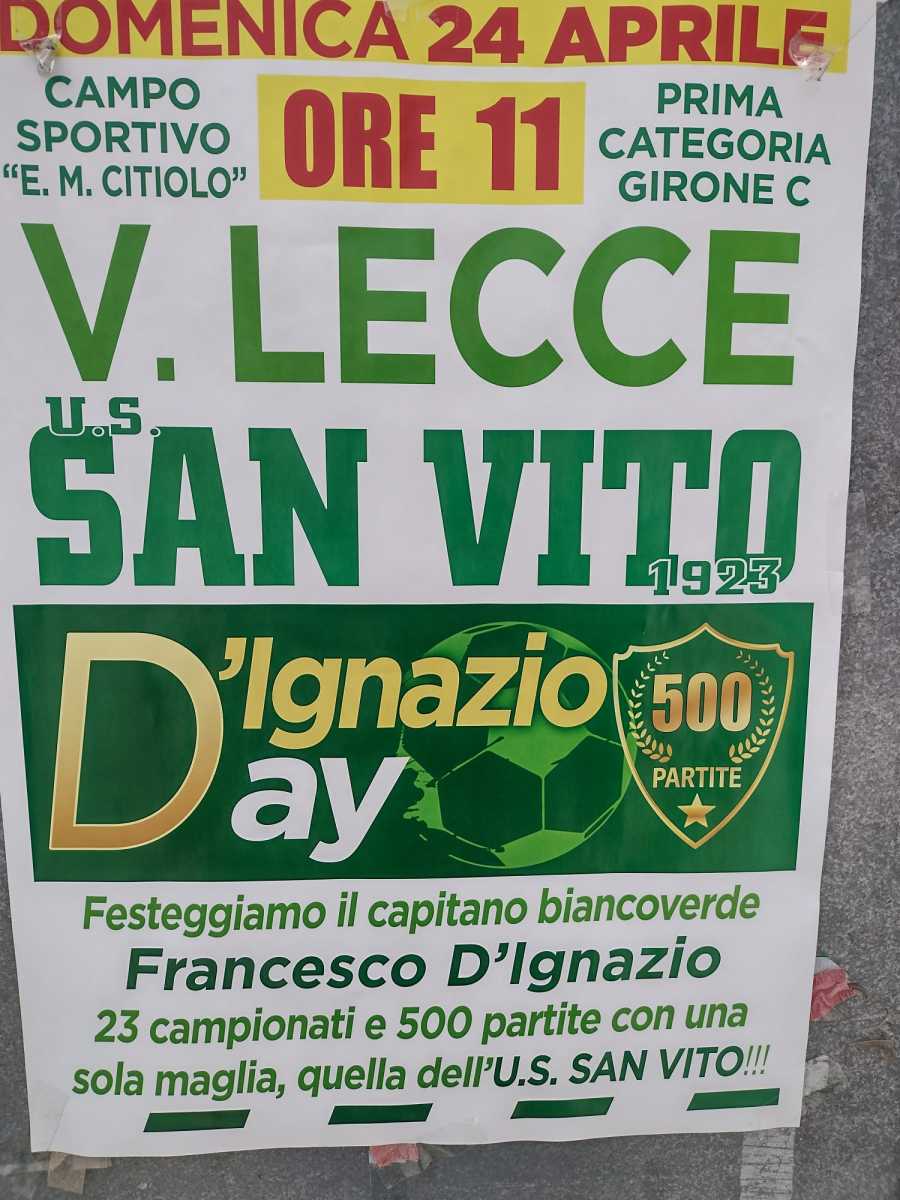 DOMENICA 24 APRILE
CAMPO
SPORTIVO
"E. M. CITIOLO"
ORE 11
PRIMA
CATEGORIA
GIRONE C
V. LECCE
U.S.
SAN VITO
1923
D'Ignazio
Day
500
PARTITE
Festeggiamo il capitano biancoverde
Francesco D'Ignazio
23 campionati e 500 partite con una
sola maglia, quella dell'U.S. SAN VITO!!!